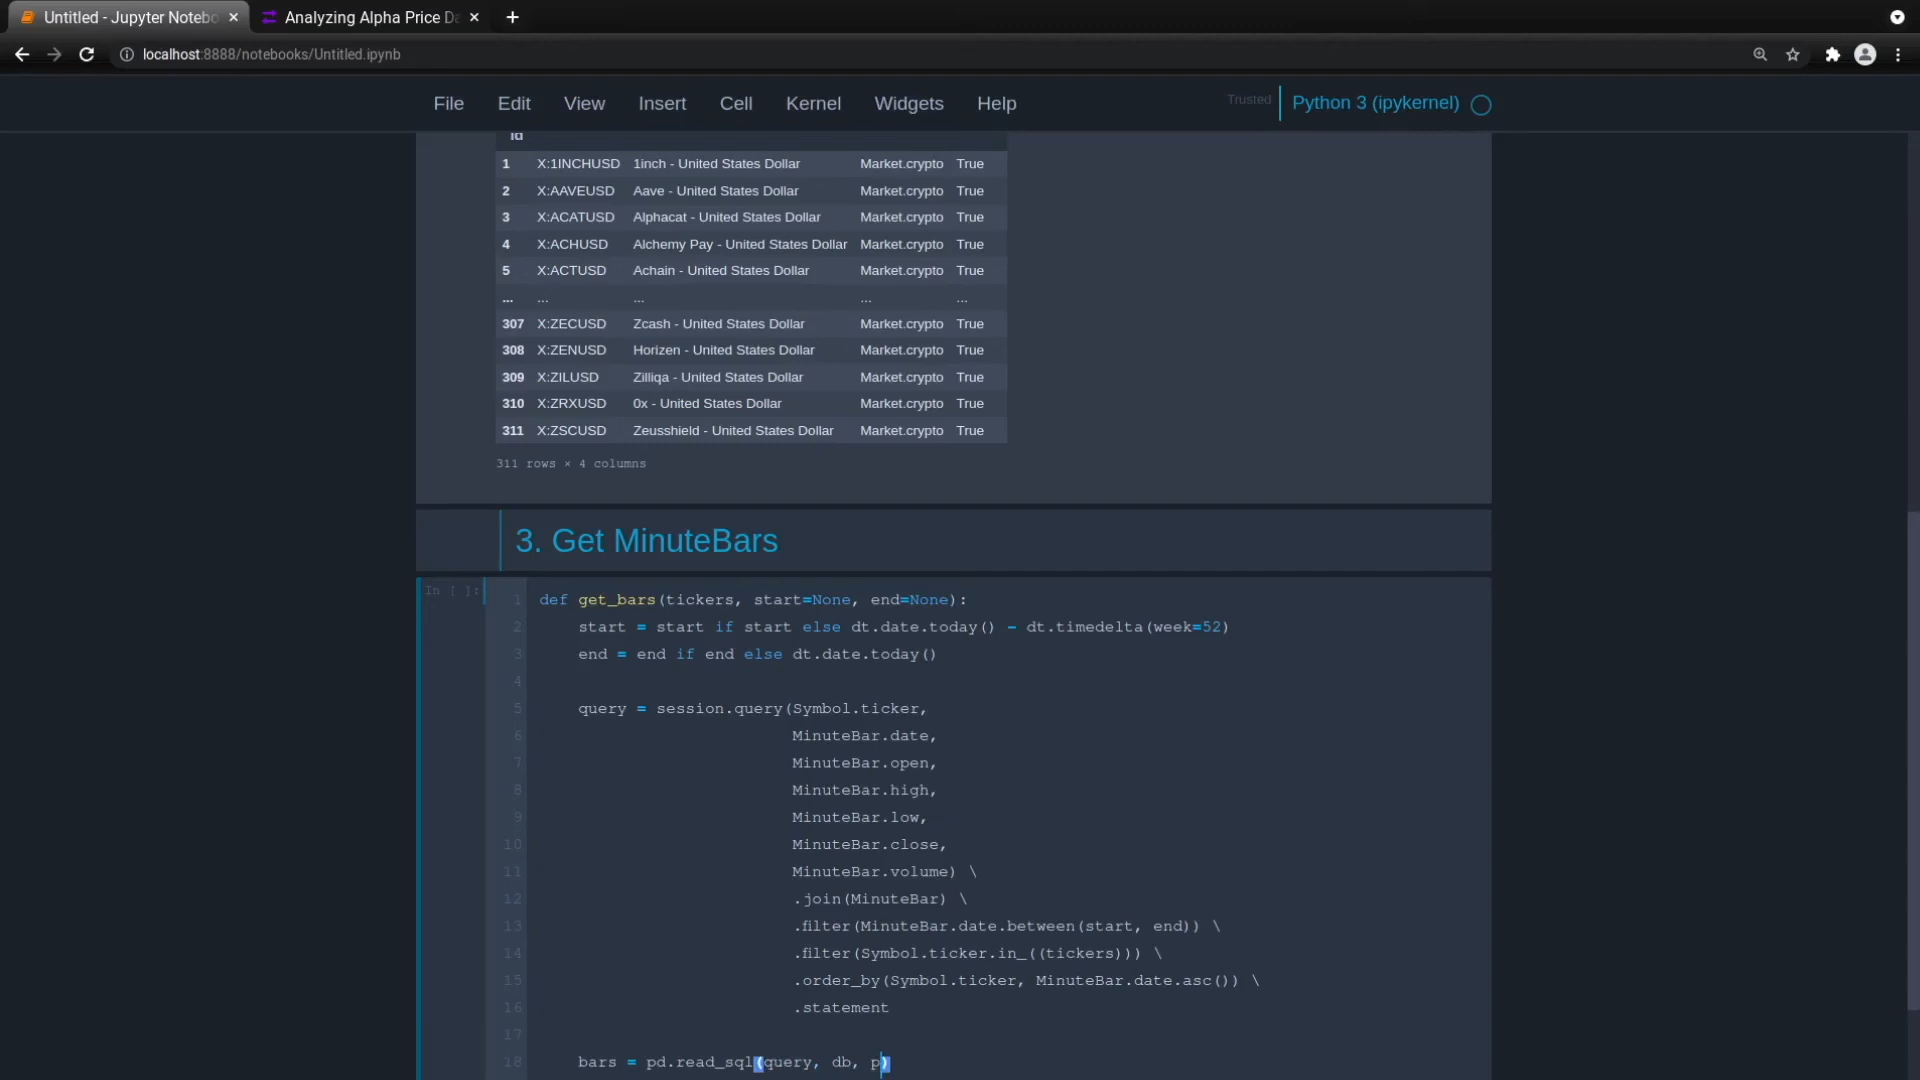 Untitled - Jupyter Notebo
Analyzing Alpha Price Da
localhost:8888/notebooks/Untitled.ipynb
File Edit View Insert Cell Kernel Widgets Help
Trusted Python 3 (ipykernel)
id
1 X:1INCHUSD 1inch - United States Dollar Market.crypto True
2 X:AAVEUSD Aave - United States Dollar Market.crypto True
3 X:ACATUSD Alphacat - United States Dollar Market.crypto True
4 X:ACHUSD Alchemy Pay - United States Dollar Market.crypto True
5 X:ACTUSD Achain - United States Dollar Market.crypto True
... ... ... ... ...
307 X:ZECUSD Zcash - United States Dollar Market.crypto True
308 X:ZENUSD Horizen - United States Dollar Market.crypto True
309 X:ZILUSD Zilliqa - United States Dollar Market.crypto True
310 X:ZRXUSD 0x - United States Dollar Market.crypto True
311 X:ZSCUSD Zeusshield - United States Dollar Market.crypto True
311 rows × 4 columns
3. Get MinuteBars
In [ ]:
1 def get_bars(tickers, start=None, end=None):
2 start = start if start else dt.date.today() - dt.timedelta(week=52)
3 end = end if end else dt.date.today()
4
5 query = session.query(Symbol.ticker,
6 MinuteBar.date,
7 MinuteBar.open,
8 MinuteBar.high,
9 MinuteBar.low,
10 MinuteBar.close,
11 MinuteBar.volume) \
12 .join(MinuteBar) \
13 .filter(MinuteBar.date.between(start, end)) \
14 .filter(Symbol.ticker.in_((tickers))) \
15 .order_by(Symbol.ticker, MinuteBar.date.asc()) \
16 .statement
17
18 bars = pd.read_sql(query, db, p)